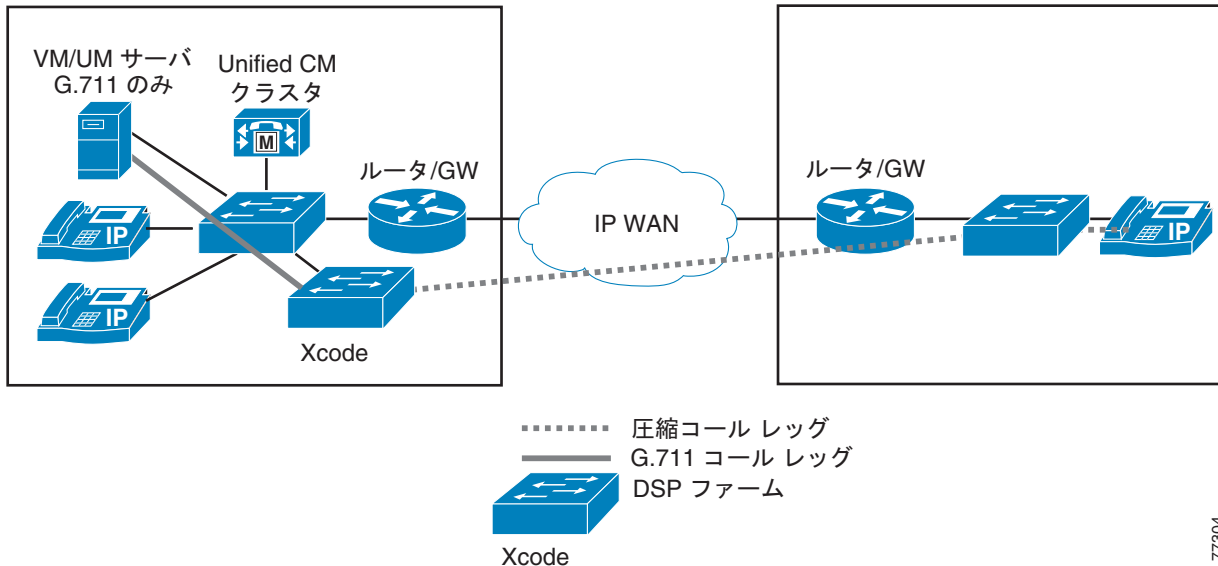 VM/UM サーバ
G.711 のみ
Unified CM
クラスタ
M
ルータ/GW
IP
IP
Xcode
IP WAN
ルータ/GW
IP
圧縮コール レッグ
G.711 コール レッグ
DSP ファーム
Xcode
77304